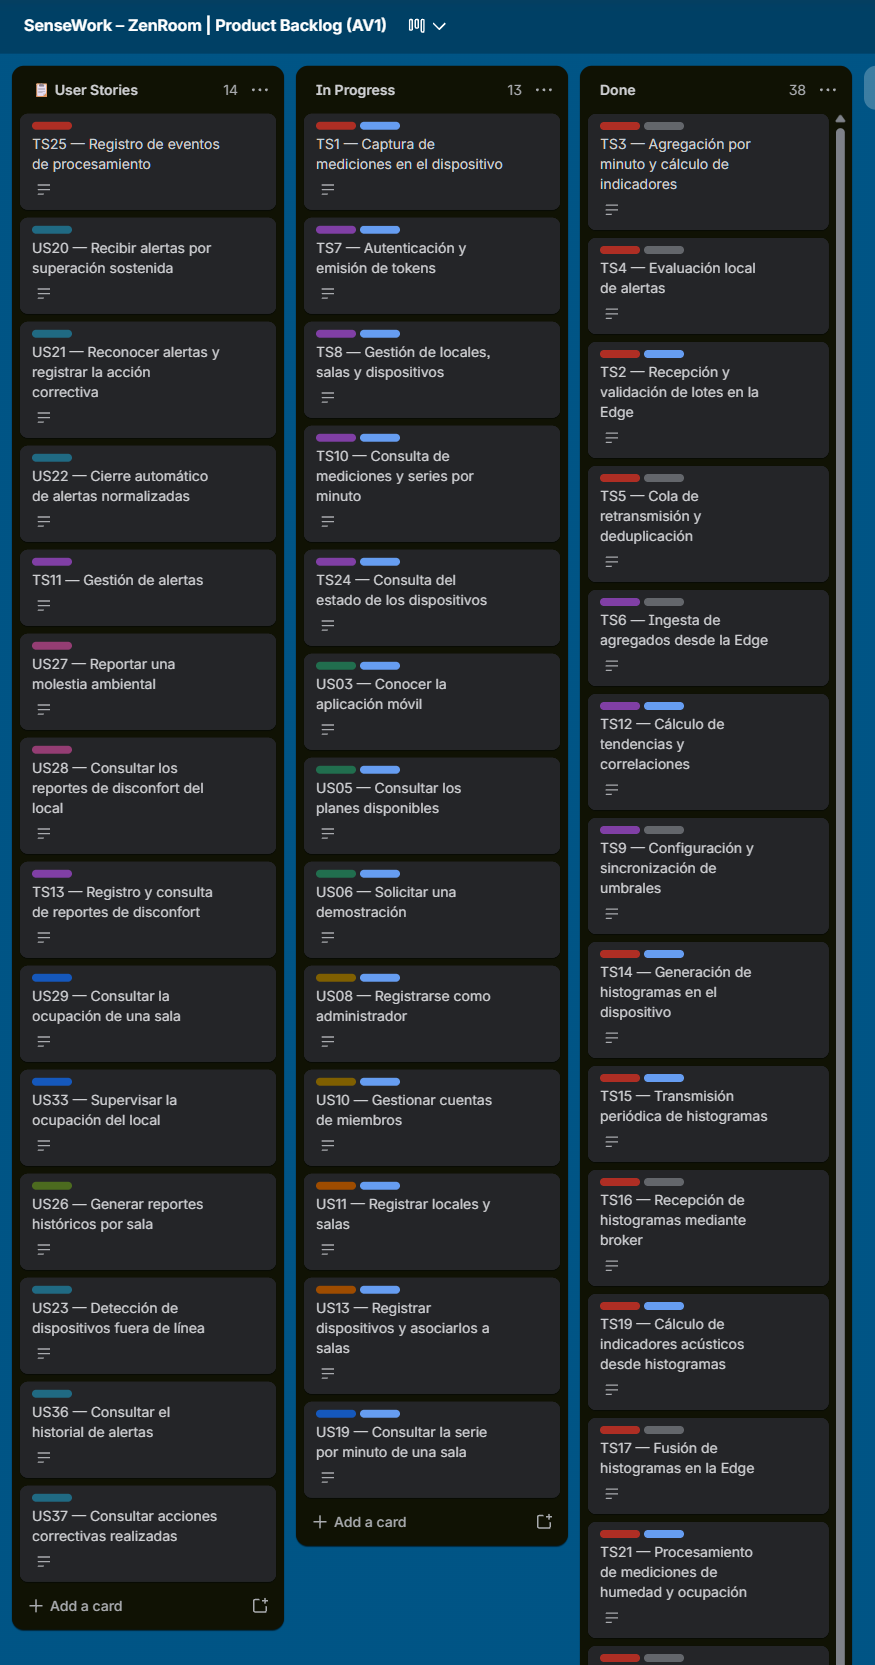 SenseWork – ZenRoom | Product Backlog (AV1)
User Stories 14
TS25 — Registro de eventos
de procesamiento
US20 — Recibir alertas por
superación sostenida
US21 — Reconocer alertas y
registrar la acción
correctiva
US22 — Cierre automático
de alertas normalizadas
TS11 — Gestión de alertas
US27 — Reportar una
molestia ambiental
US28 — Consultar los
reportes de disconfort del
local
TS13 — Registro y consulta
de reportes de disconfort
US29 — Consultar la
ocupación de una sala
US33 — Supervisar la
ocupación del local
US26 — Generar reportes
históricos por sala
US23 — Detección de
dispositivos fuera de línea
US36 — Consultar el
historial de alertas
US37 — Consultar acciones
correctivas realizadas
Add a card
In Progress 13
TS1 — Captura de
mediciones en el dispositivo
TS7 — Autenticación y
emisión de tokens
TS8 — Gestión de locales,
salas y dispositivos
TS10 — Consulta de
mediciones y series por
minuto
TS24 — Consulta del
estado de los dispositivos
US03 — Conocer la
aplicación móvil
US05 — Consultar los
planes disponibles
US06 — Solicitar una
demostración
US08 — Registrarse como
administrador
US10 — Gestionar cuentas
de miembros
US11 — Registrar locales y
salas
US13 — Registrar
dispositivos y asociarlos a
salas
US19 — Consultar la serie
por minuto de una sala
Add a card
Done 38
TS3 — Agregación por
minuto y cálculo de
indicadores
TS4 — Evaluación local
de alertas
TS2 — Recepción y
validación de lotes en la
Edge
TS5 — Cola de
retransmisión y
deduplicación
TS6 — Ingesta de
agregados desde la Edge
TS12 — Cálculo de
tendencias y
correlaciones
TS9 — Configuración y
sincronización de
umbrales
TS14 — Generación de
histogramas en el
dispositivo
TS15 — Transmisión
periódica de histogramas
TS16 — Recepción de
histogramas mediante
broker
TS19 — Cálculo de
indicadores acústicos
desde histogramas
TS17 — Fusión de
histogramas en la Edge
TS21 — Procesamiento
de mediciones de
humedad y ocupación